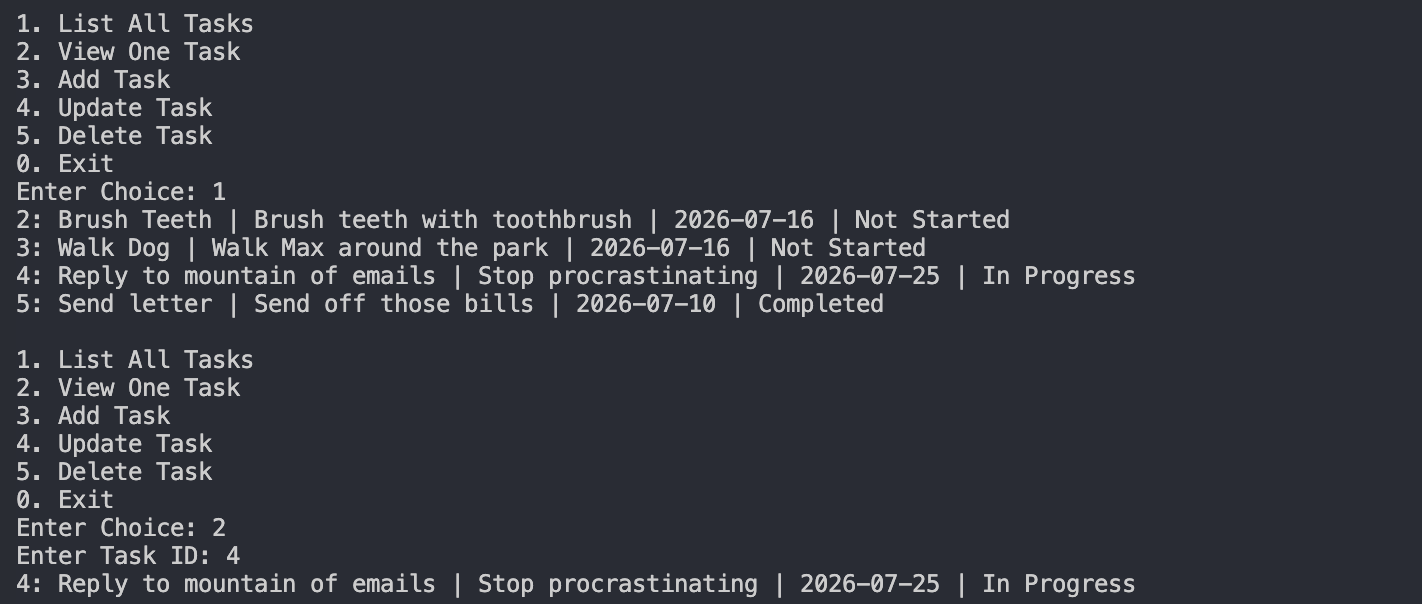 1. List All Tasks
2. View One Task
3. Add Task
4. Update Task
5. Delete Task
0. Exit
Enter Choice: 1
2: Brush Teeth | Brush teeth with toothbrush | 2026-07-16 | Not Started
3: Walk Dog | Walk Max around the park | 2026-07-16 | Not Started
4: Reply to mountain of emails | Stop procrastinating | 2026-07-25 | In Progress
5: Send letter | Send off those bills | 2026-07-10 | Completed
1. List All Tasks
2. View One Task
3. Add Task
4. Update Task
5. Delete Task
0. Exit
Enter Choice: 2
Enter Task ID: 4
4: Reply to mountain of emails | Stop procrastinating | 2026-07-25 | In Progress